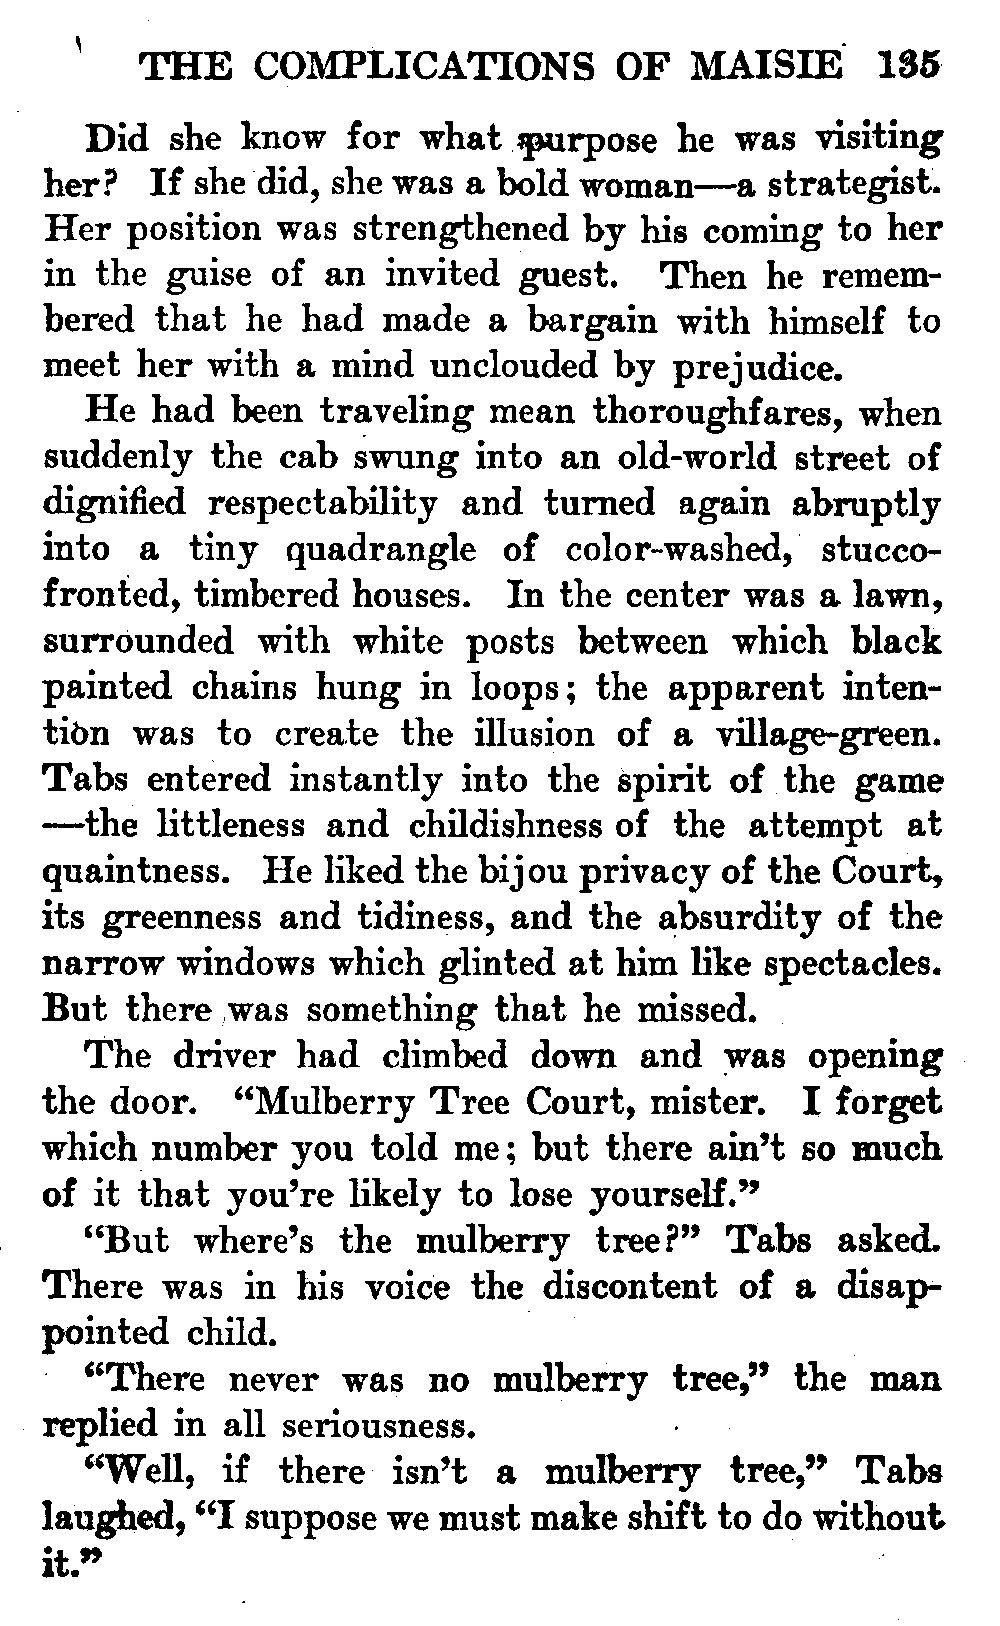 THE COMPLICATIONS OF MAISIE 135
Did she know for what purpose he was visiting
her? If she did, she was a bold woman—a strategist.
Her position was strengthened by his coming to her
in the guise of an invited guest. Then he remem-
bered that he had made a bargain with himself to
meet her with a mind unclouded by prejudice.
He had been traveling mean thoroughfares, when
suddenly the cab swung into an old-world street of
dignified respectability and turned again abruptly
into a tiny quadrangle of color-washed, stucco-
fronted, timbered houses. In the center was a lawn,
surrounded with white posts between which black
painted chains hung in loops; the apparent inten-
tion was to create the illusion of a village-green.
Tabs entered instantly into the spirit of the game
—the littleness and childishness of the attempt at
quaintness. He liked the bijou privacy of the Court,
its greenness and tidiness, and the absurdity of the
narrow windows which glinted at him like spectacles.
But there was something that he missed.
The driver had climbed down and was opening
the door. "Mulberry Tree Court, mister. I forget
which number you told me; but there ain't so much
of it that you're likely to lose yourself."
"But where's the mulberry tree?" Tabs asked.
There was in his voice the discontent of a disap-
pointed child.
"There never was no mulberry tree," the man
replied in all seriousness.
"Well, if there isn't a mulberry tree," Tabs
laughed, "I suppose we must make shift to do without
it."